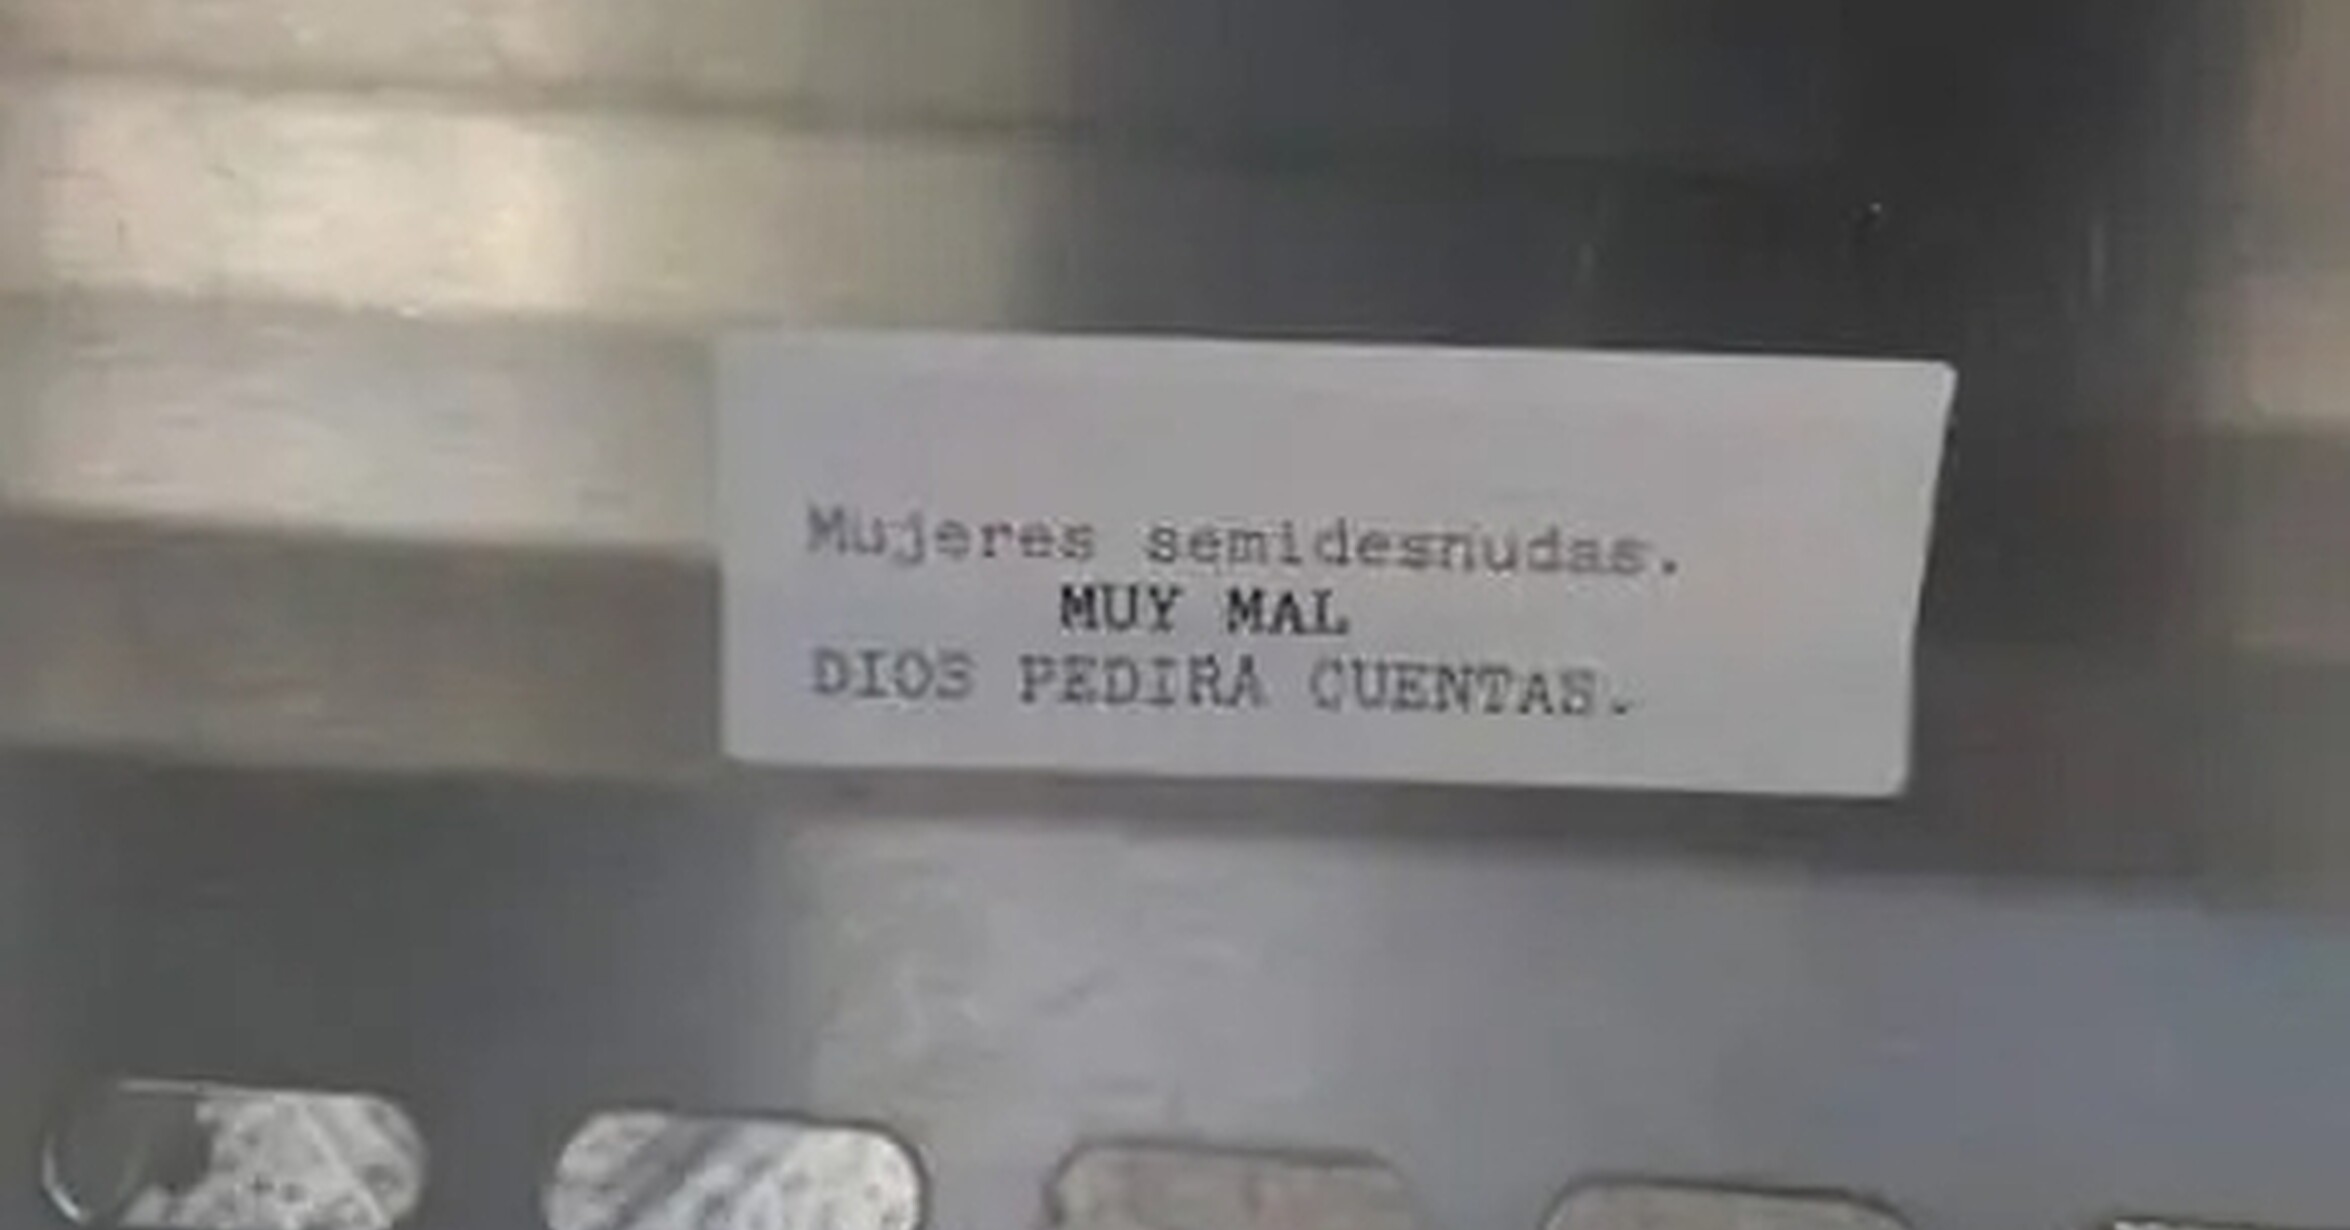 Mujeres semidesnudas.
MUY MAL
DIOS PEDIRA CUENTAS.